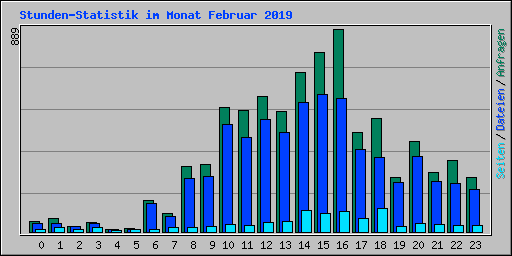 Stunden-Statistik im Monat Februar 2019
889
Seiten / Dateien / Anfragen
0 1 2 3 4 5 6 7 8 9 10 11 12 13 14 15 16 17 18 19 20 21 22 23